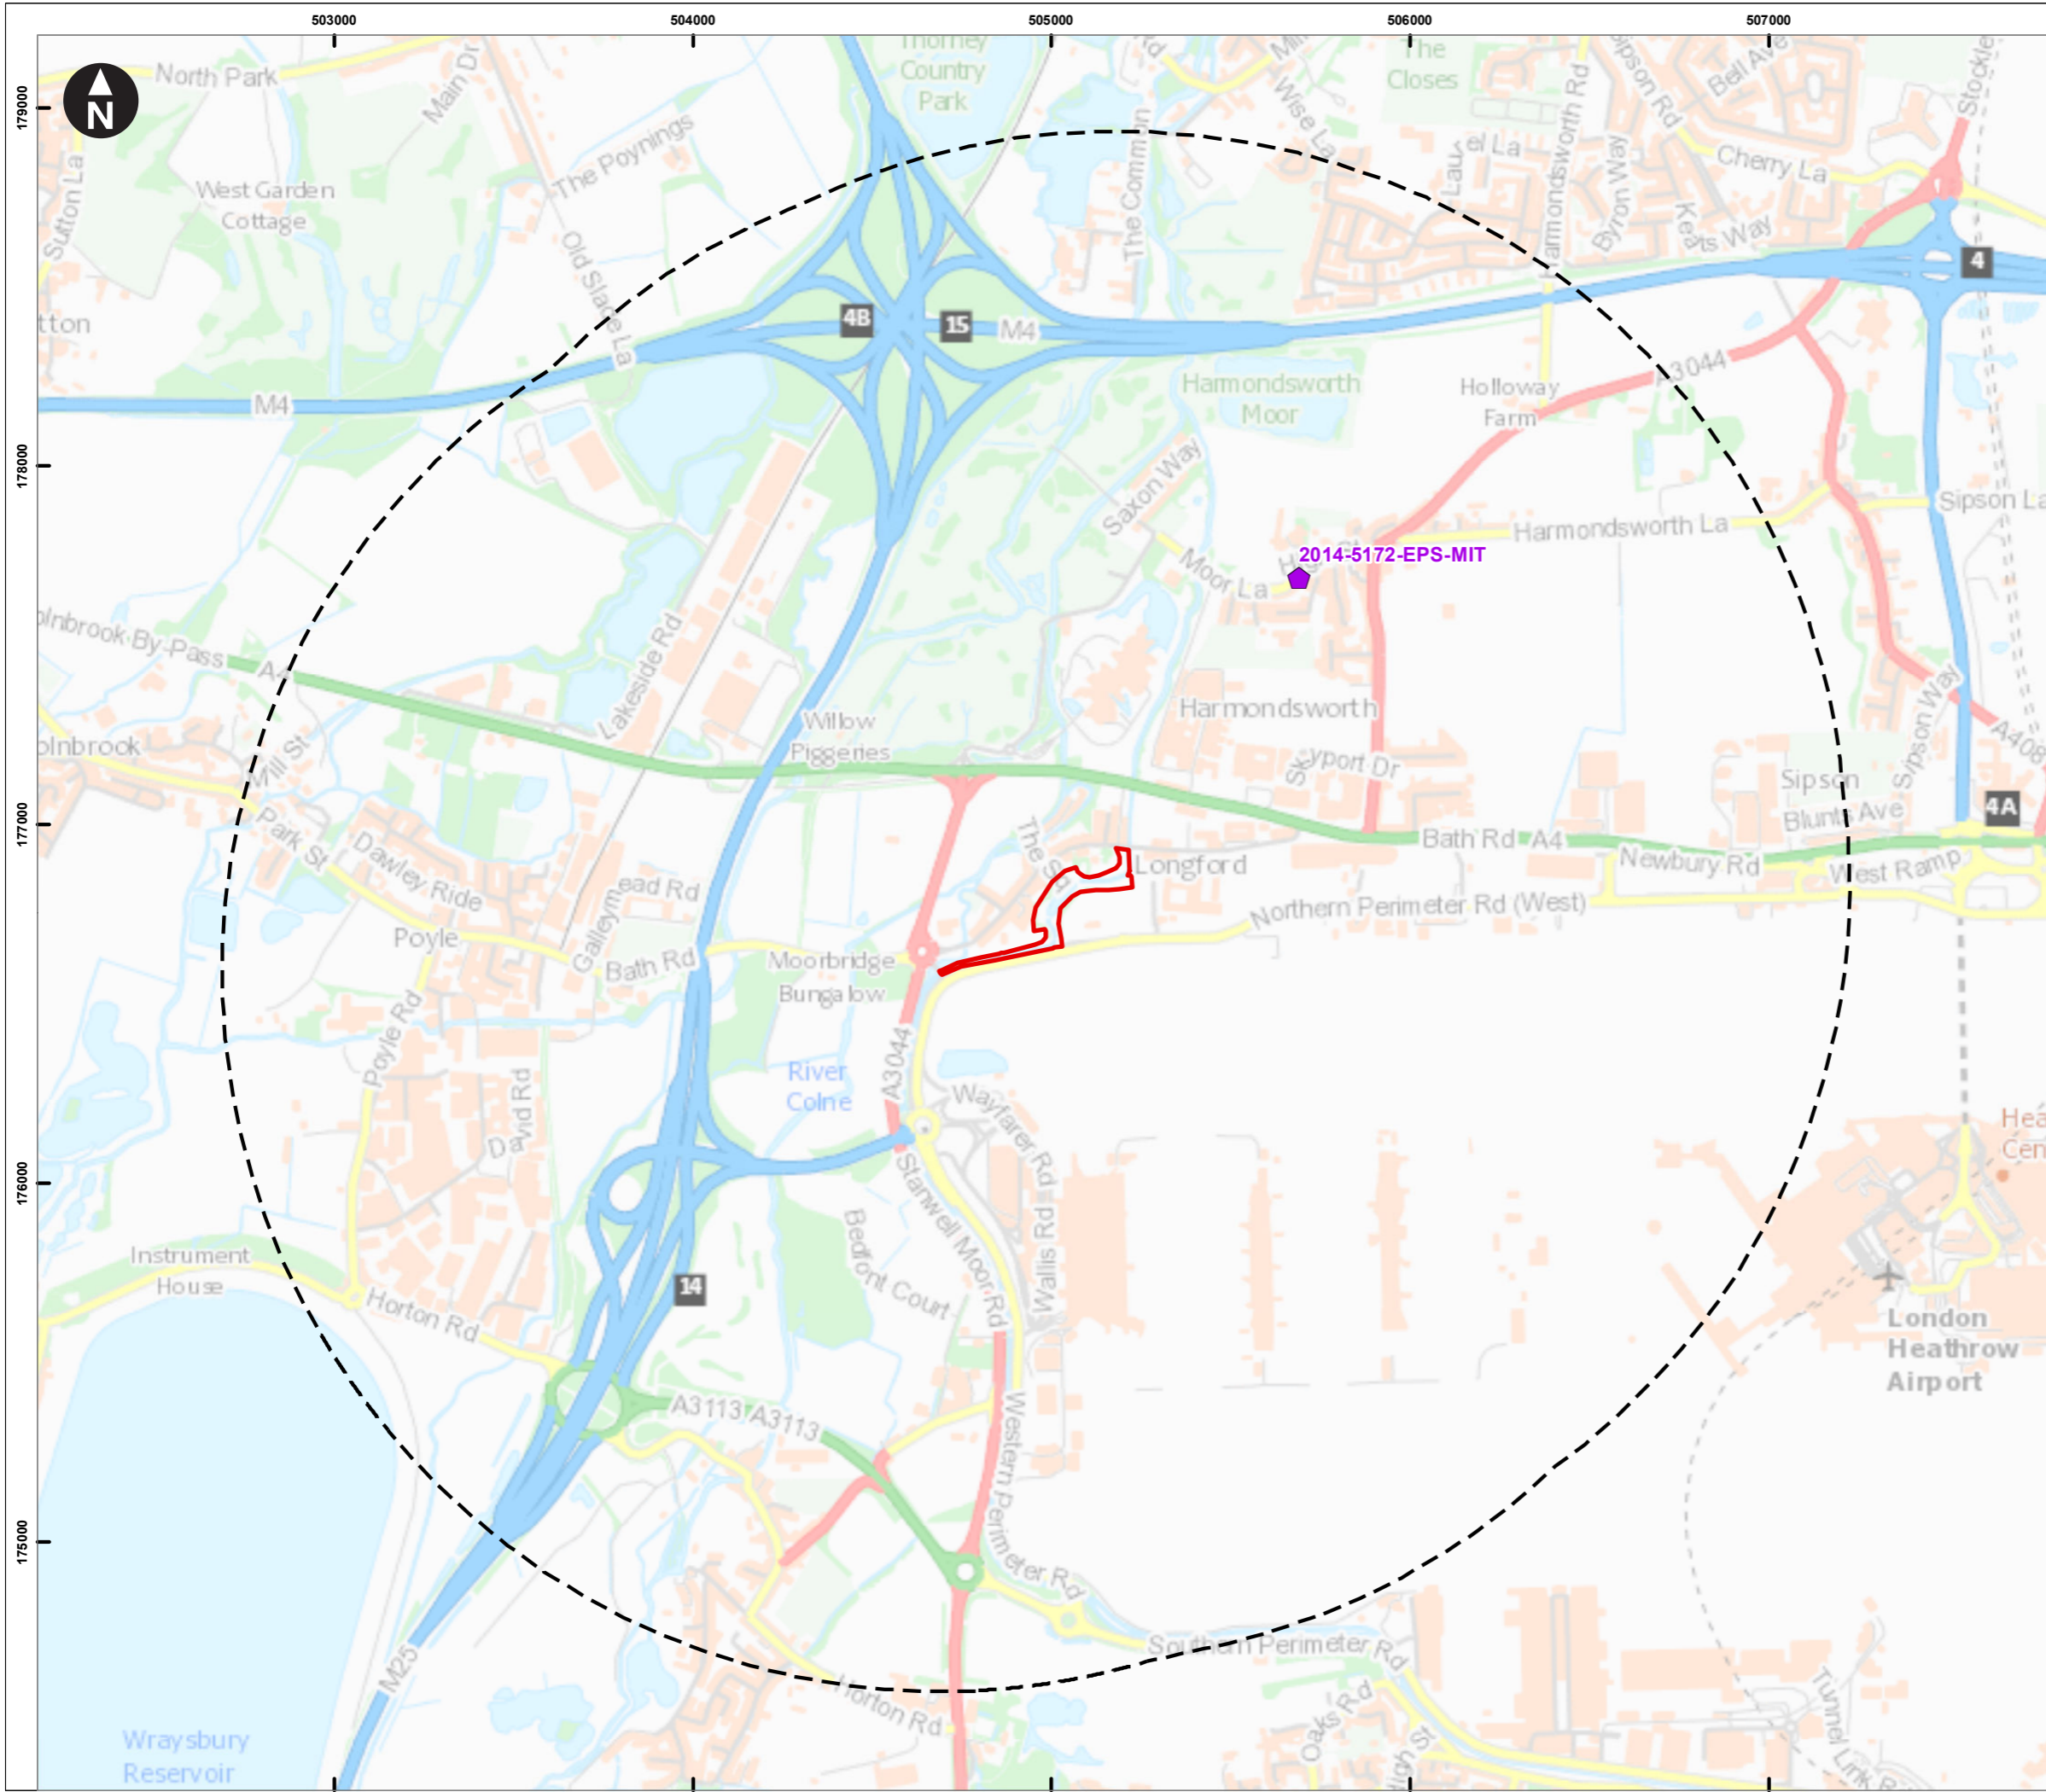 503000
504000
505000
506000
507000
179000
178000
177000
176000
175000
N
North Park
Main Dr
Thorney
Country
Park
Rd
The
Closes
Sipson Rd
Bell Ave
Sutton La
West Garden
Cottage
The Poynings
Old Slade La
The Common
Wise La
Laurel La
Harmondsworth Rd
Byron Way
Keats Way
Cherry La
4
4B
15
M4
M4
Harmondsworth
Moor
Holloway
Farm
A3044
Saxon Way
Moor La
High St
2014-5172-EPS-MIT
Harmondsworth La
Sipson La
olnbrook By-Pass
A4
Lakeside Rd
Willow
Piggeries
Harmondsworth
Skyport Dr
Sipson Way
A408
Sipson
Blunts Ave
4A
olnbrook
Mill St
Park St
Dawley Ride
Bath Rd
A4
Newbury Rd
West Ramp
Longford
Northern Perimeter Rd (West)
Poyle
Galleymead Rd
Bath Rd
Moorbridge
Bungalow
Poyle Rd
A3044
River
Colne
Wayfarer Rd
David Rd
Stanwell Moor Rd
Wallis Rd
Bedfont Court
Instrument
House
Horton Rd
14
London
Heathrow
Airport
A3113
A3113
Western Perimeter Rd
Southern Perimeter Rd
M25
Horton Rd
Oaks Rd
High St
Wraysbury
Reservoir